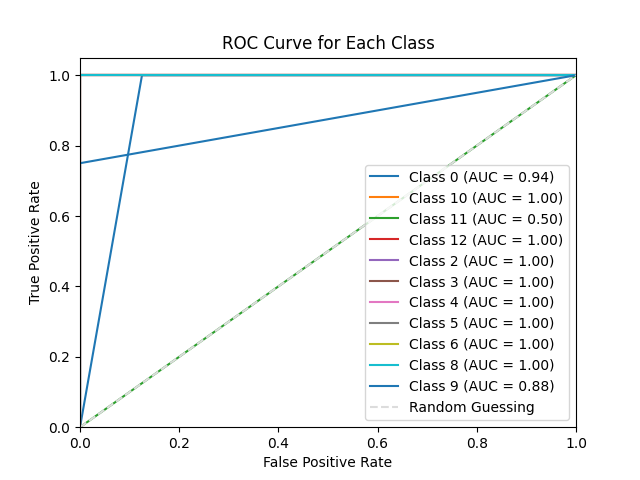 ROC Curve for Each Class
True Positive Rate
1.0
0.8
0.6
0.4
0.2
0.0
Class 0 (AUC = 0.94)
Class 10 (AUC = 1.00)
Class 11 (AUC = 0.50)
Class 12 (AUC = 1.00)
Class 2 (AUC = 1.00)
Class 3 (AUC = 1.00)
Class 4 (AUC = 1.00)
Class 5 (AUC = 1.00)
Class 6 (AUC = 1.00)
Class 8 (AUC = 1.00)
Class 9 (AUC = 0.88)
Random Guessing
0.0 0.2 0.4 0.6 0.8 1.0
False Positive Rate